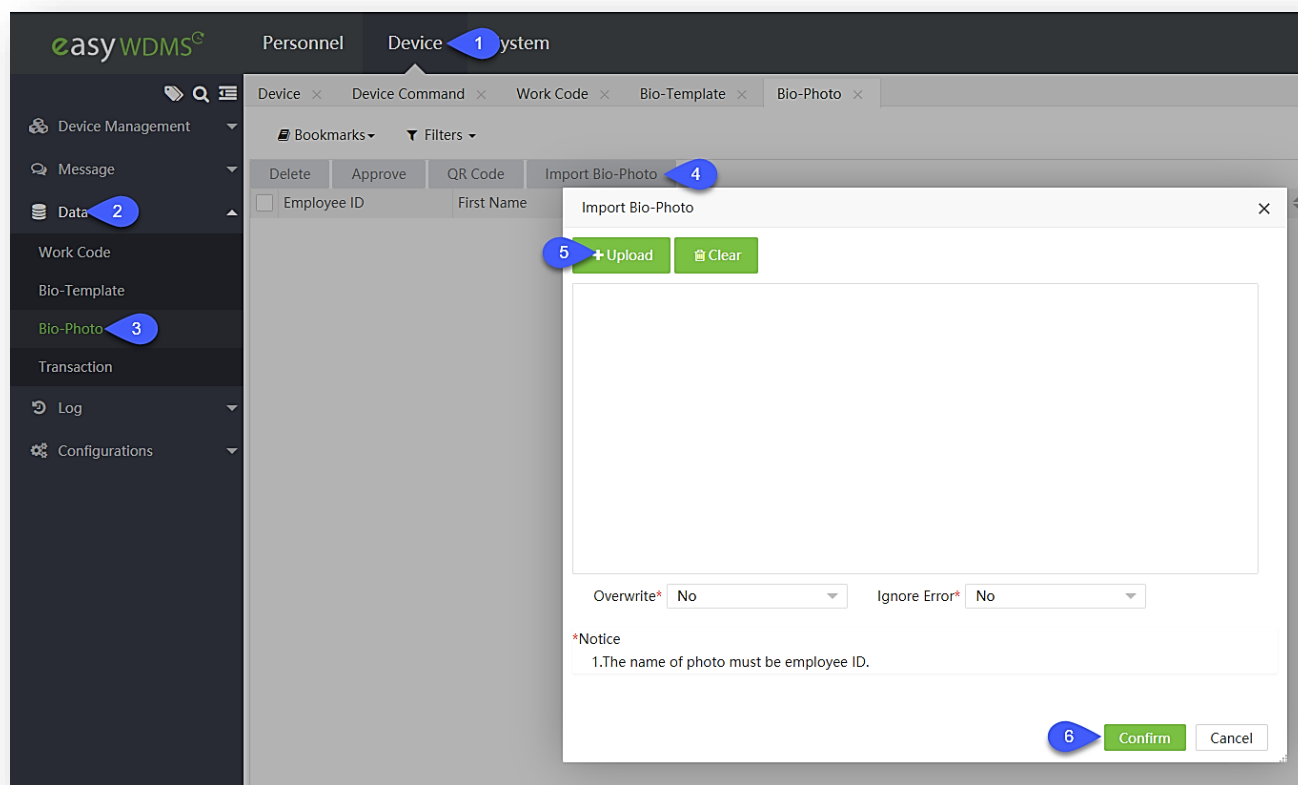 easy WDMS
Personnel Device 1 ystem
Device × Device Command × Work Code × Bio-Template × Bio-Photo ×
Device Management
Message
Data 2
Work Code
Bio-Template
Bio-Photo 3
Transaction
Log
Configurations
Bookmarks Filters
Delete Approve QR Code Import Bio-Photo 4
Employee ID First Name
Import Bio-Photo ×
5 +Upload Clear
Overwrite* No Ignore Error* No
*Notice
1.The name of photo must be employee ID.
6 Confirm Cancel